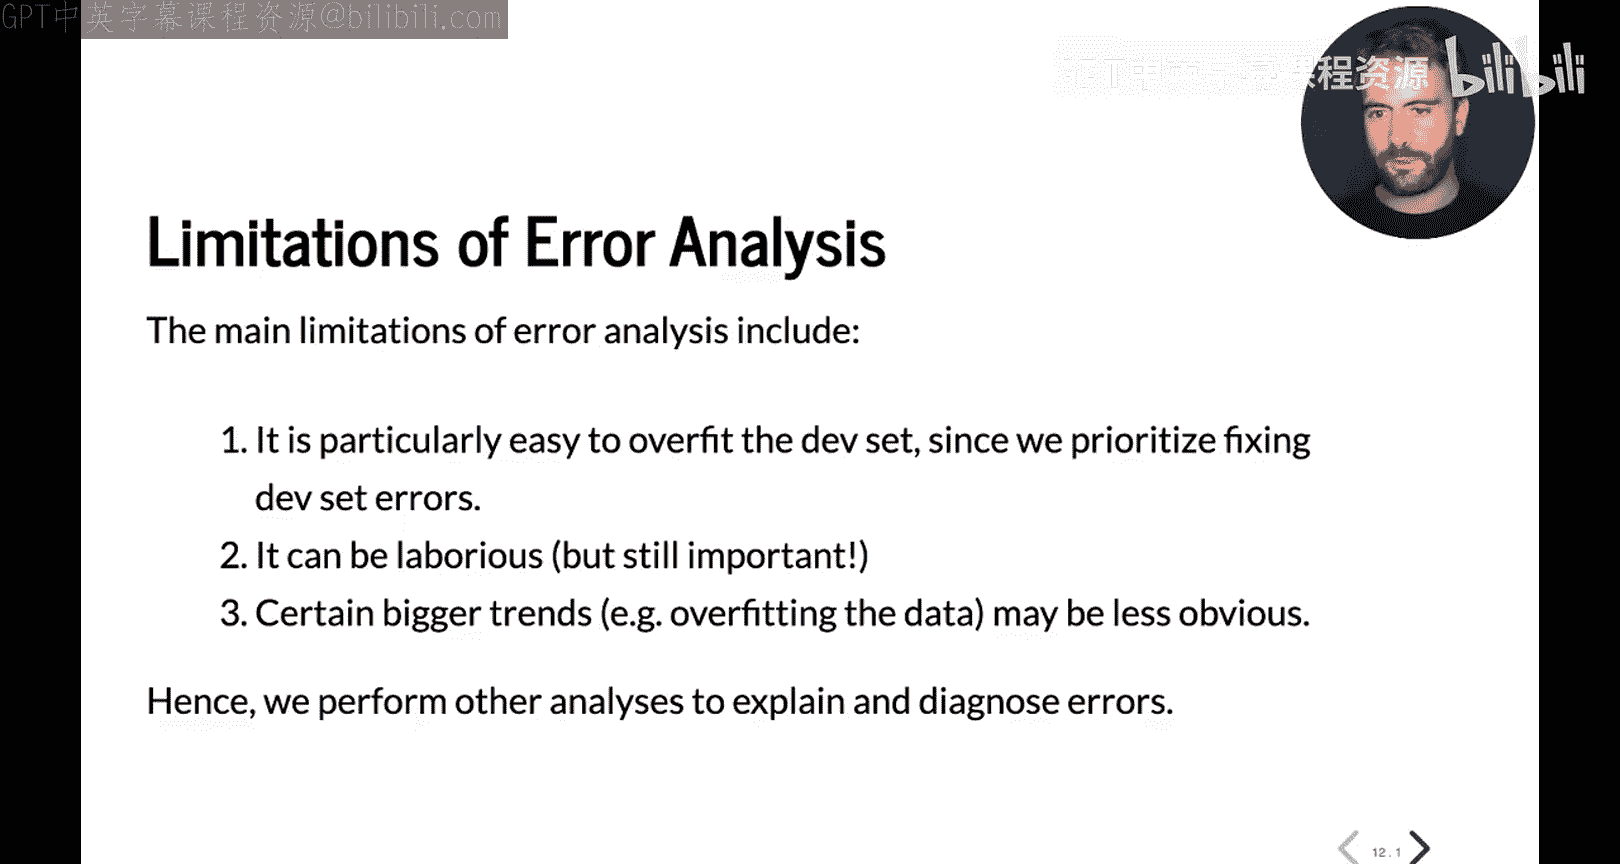 GPT中英字幕课程资源@bilibili.com
课程资源 bilibili
Limitations of Error Analysis
The main limitations of error analysis include:
1. It is particularly easy to overfit the dev set, since we prioritize fixing
dev set errors.
2. It can be laborious (but still important!)
3. Certain bigger trends (e.g. overfitting the data) may be less obvious.
Hence, we perform other analyses to explain and diagnose errors.
12.1